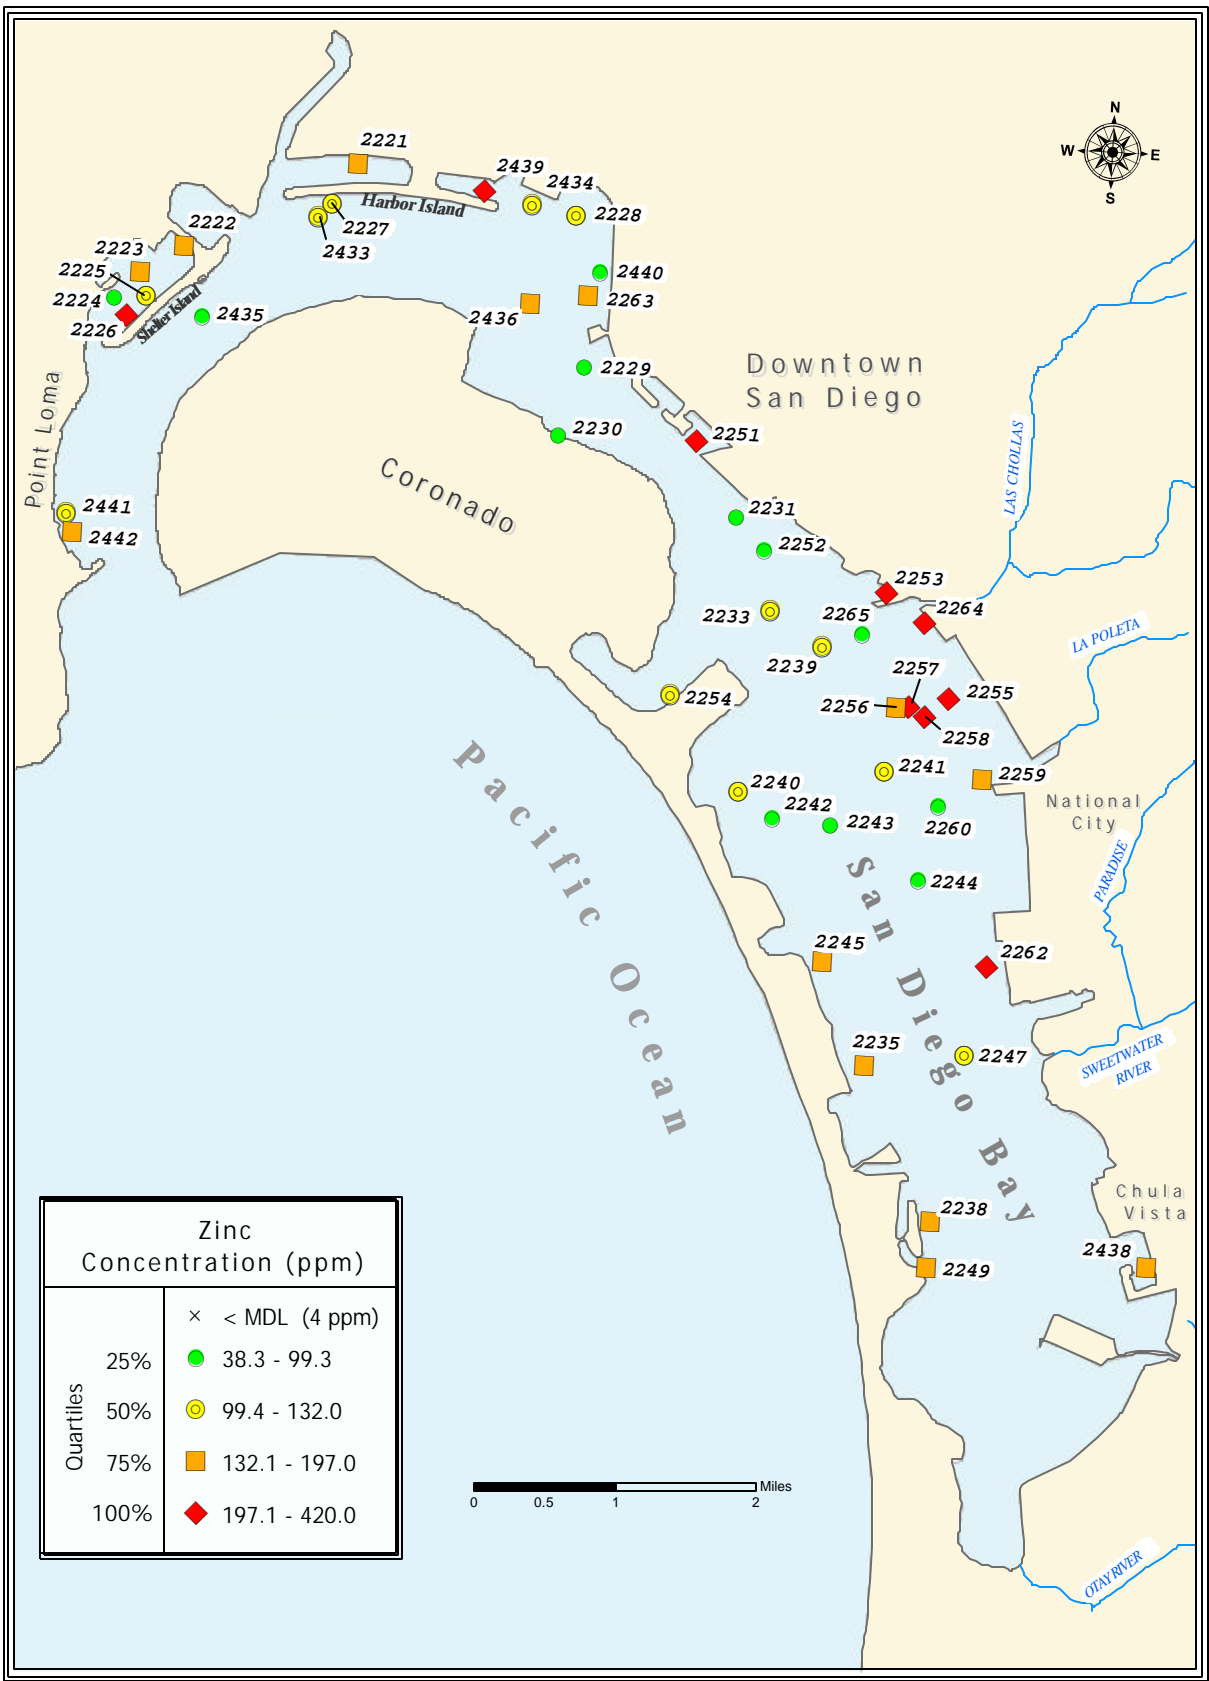 N
W
E
S
2221
2439
2434
Harbor Island
2228
2227
2433
2222
2223
2225
2224
2226
Shelter Island
2435
2440
2263
2436
2229
Downtown
San Diego
2230
2251
Point Loma
Coronado
LAS CHOLLAS
2441
2442
2231
2252
2253
2264
2233
2265
2239
LA POLETA
2257
2255
2256
2254
2258
2241
2259
2240
2242
2243
2260
National
City
Pacific Ocean
San Diego Bay
2244
PARADISE
2245
2262
2235
2247
SWEETWATER
RIVER
Chula
Vista
2238
2438
2249
Zinc
Concentration (ppm)
× < MDL (4 ppm)
Quartiles
25% 38.3 - 99.3
50% 99.4 - 132.0
75% 132.1 - 197.0
100% 197.1 - 420.0
Miles
0 0.5 1 2
OTAY RIVER